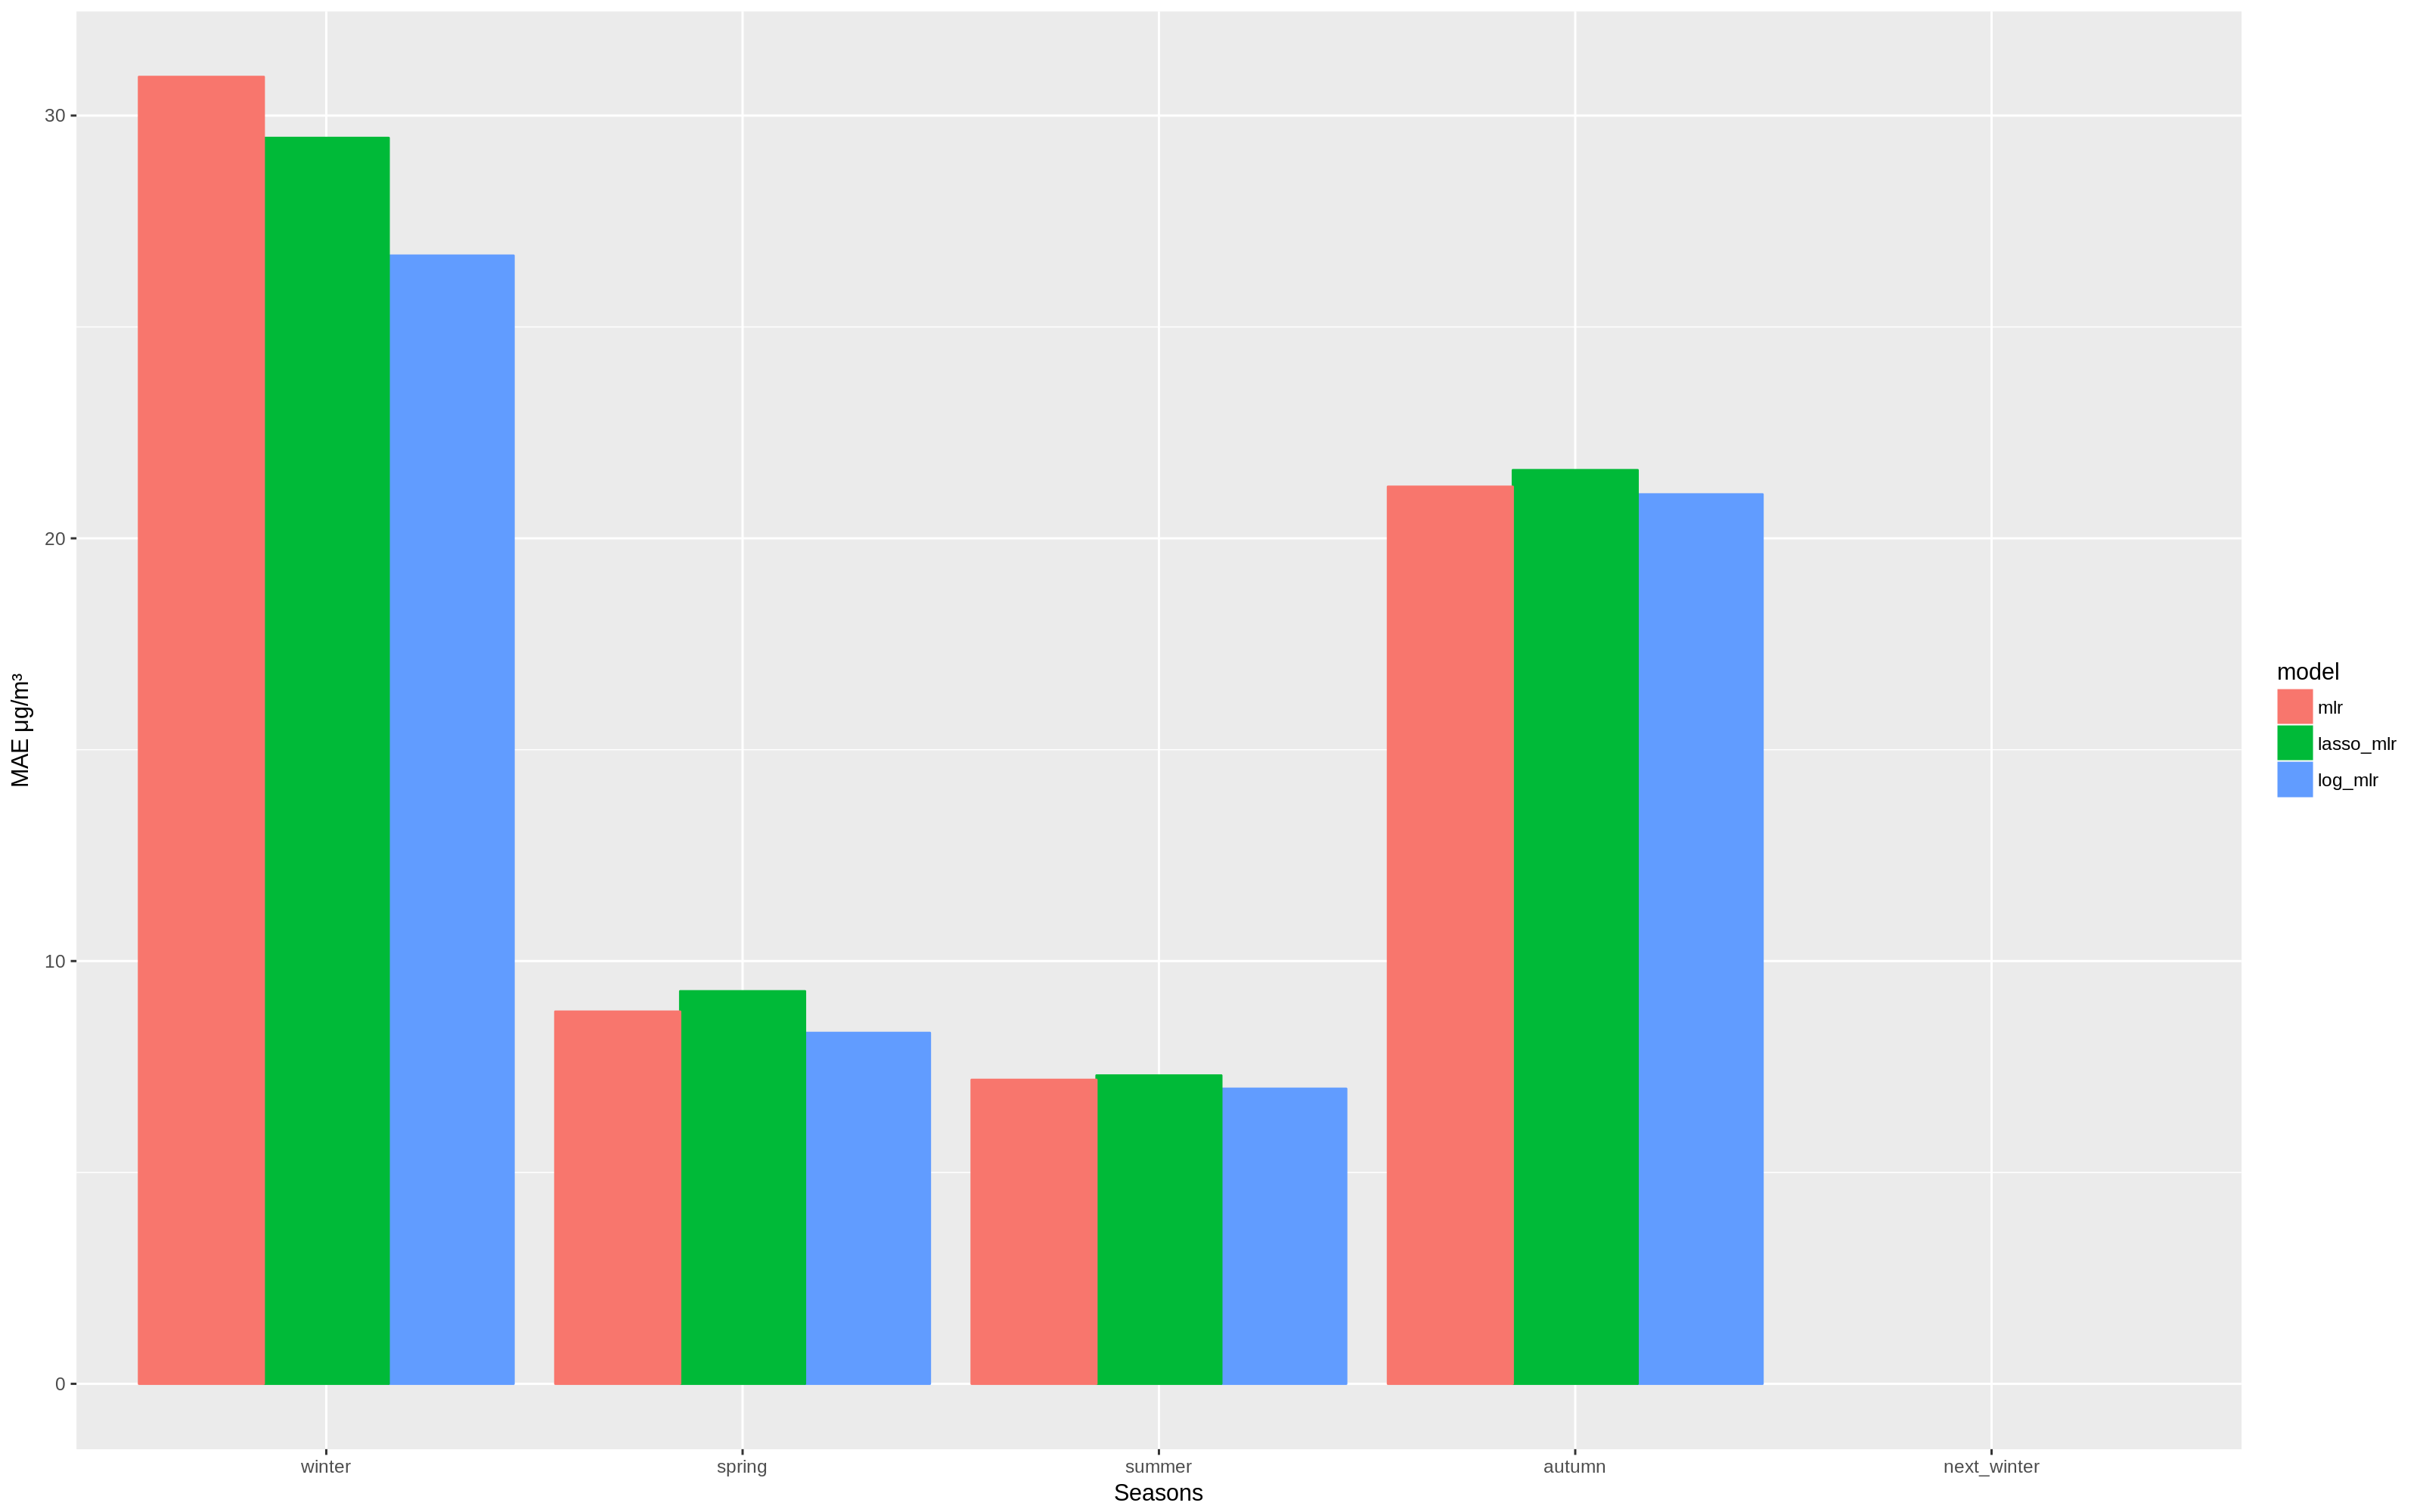 30
20
10
0
MAE μg/m³
winter
spring
summer
autumn
next_winter
Seasons
model
mlr
lasso_mlr
log_mlr